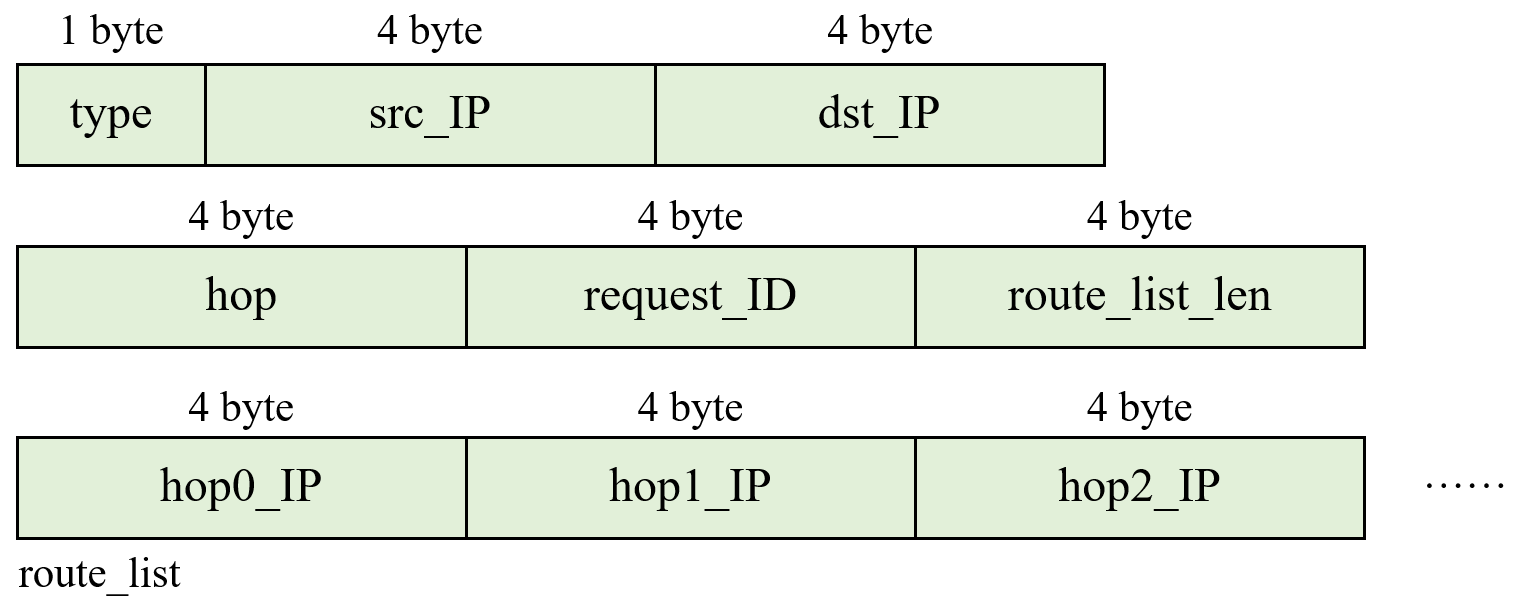 1 byte 4 byte 4 byte
type src_IP dst_IP
4 byte 4 byte 4 byte
hop request_ID route_list_len
4 byte 4 byte 4 byte
hop0_IP hop1_IP hop2_IP ……
route_list